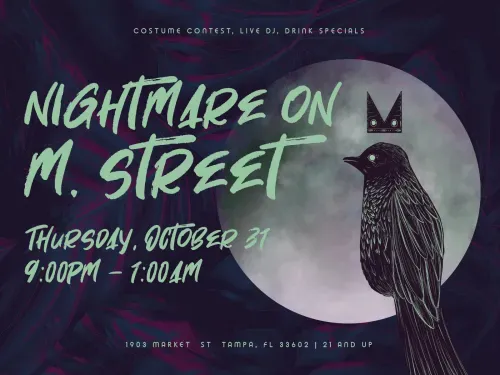 COSTUME CONTEST, LIVE DJ, DRINK SPECIALS
NIGHTMARE ON
M. STREET
THURSDAY, OCTOBER 31
9:00PM – 1:00AM
1903 MARKET ST TAMPA, FL 33602 | 21 AND UP